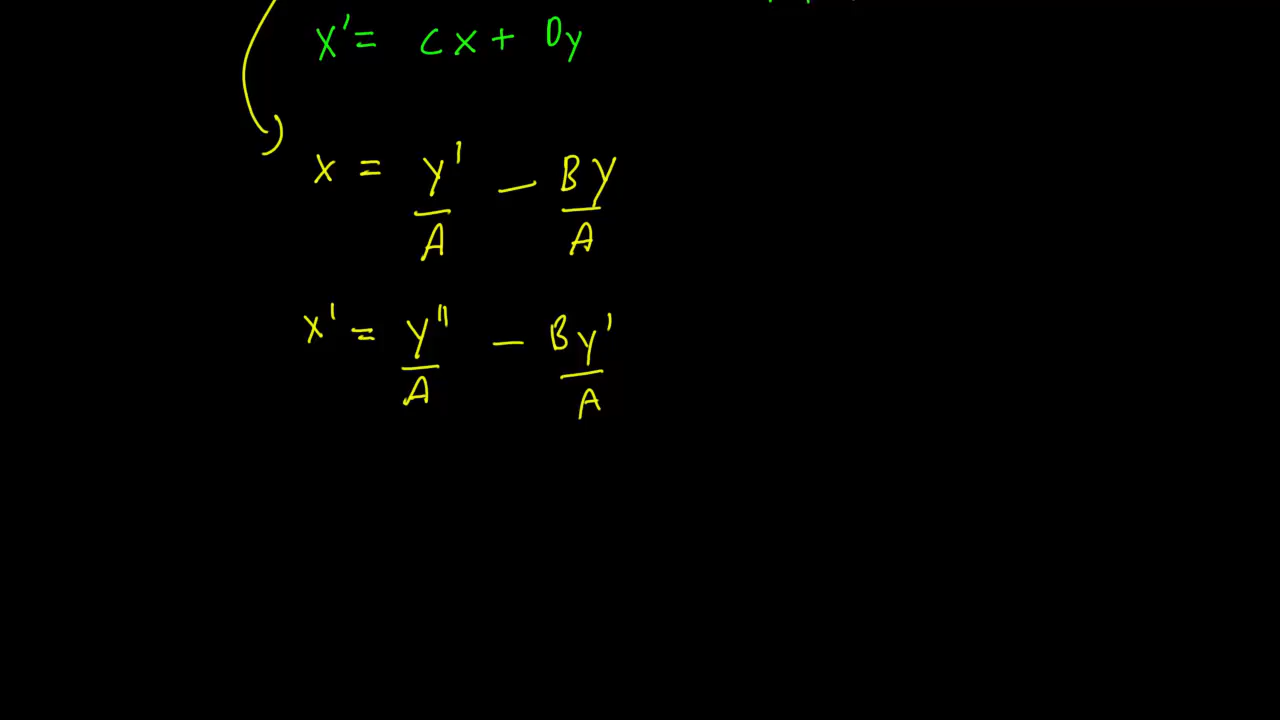 x' = cx + Dy
x = y'/A - By/A
x' = y''/A - By'/A